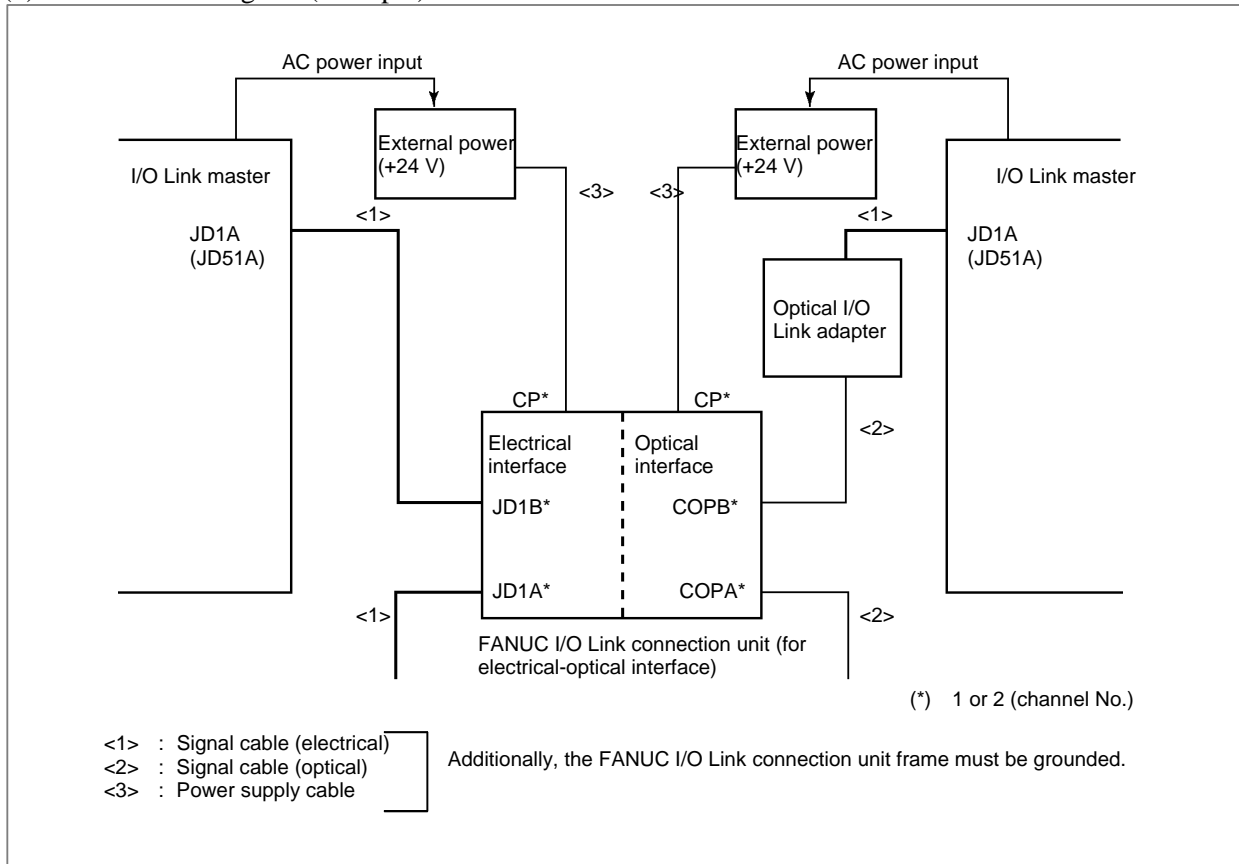 AC power input
AC power input
External power
(+24 V)
External power
(+24 V)
I/O Link master
I/O Link master
<3>
<3>
<1>
<1>
JD1A
(JD51A)
JD1A
(JD51A)
Optical I/O
Link adapter
CP*
CP*
<2>
Electrical
interface
Optical
interface
JD1B*
COPB*
JD1A*
COPA*
<1>
<2>
FANUC I/O Link connection unit (for
electrical-optical interface)
(*) 1 or 2 (channel No.)
<1> : Signal cable (electrical)
<2> : Signal cable (optical)
<3> : Power supply cable
Additionally, the FANUC I/O Link connection unit frame must be grounded.